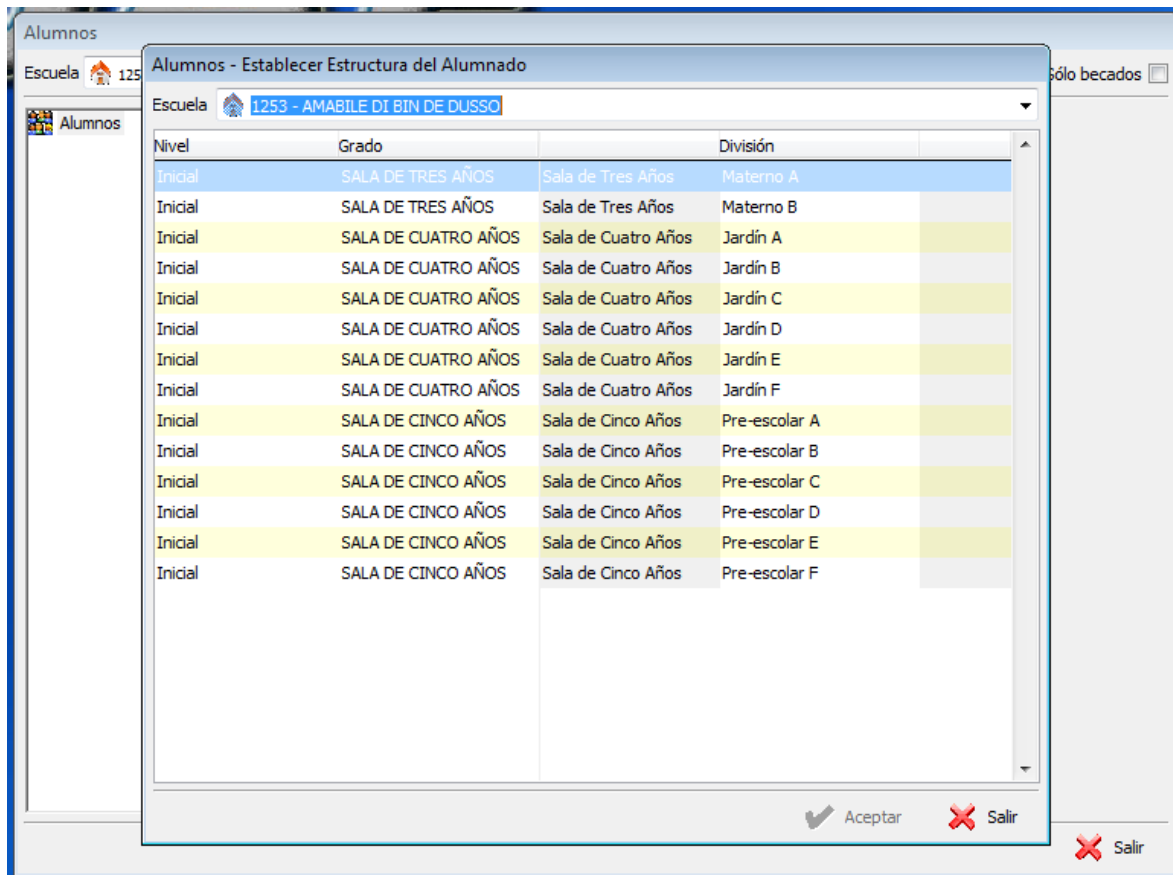 Alumnos
Escuela 125
Sólo becados
Alumnos
Alumnos - Establecer Estructura del Alumnado
Escuela 1253 - AMABILE DI BIN DE DUSSO
Nivel Grado División
Inicial SALA DE TRES AÑOS Sala de Tres Años Materno A
Inicial SALA DE TRES AÑOS Sala de Tres Años Materno B
Inicial SALA DE CUATRO AÑOS Sala de Cuatro Años Jardín A
Inicial SALA DE CUATRO AÑOS Sala de Cuatro Años Jardín B
Inicial SALA DE CUATRO AÑOS Sala de Cuatro Años Jardín C
Inicial SALA DE CUATRO AÑOS Sala de Cuatro Años Jardín D
Inicial SALA DE CUATRO AÑOS Sala de Cuatro Años Jardín E
Inicial SALA DE CUATRO AÑOS Sala de Cuatro Años Jardín F
Inicial SALA DE CINCO AÑOS Sala de Cinco Años Pre-escolar A
Inicial SALA DE CINCO AÑOS Sala de Cinco Años Pre-escolar B
Inicial SALA DE CINCO AÑOS Sala de Cinco Años Pre-escolar C
Inicial SALA DE CINCO AÑOS Sala de Cinco Años Pre-escolar D
Inicial SALA DE CINCO AÑOS Sala de Cinco Años Pre-escolar E
Inicial SALA DE CINCO AÑOS Sala de Cinco Años Pre-escolar F
Aceptar Salir
Salir